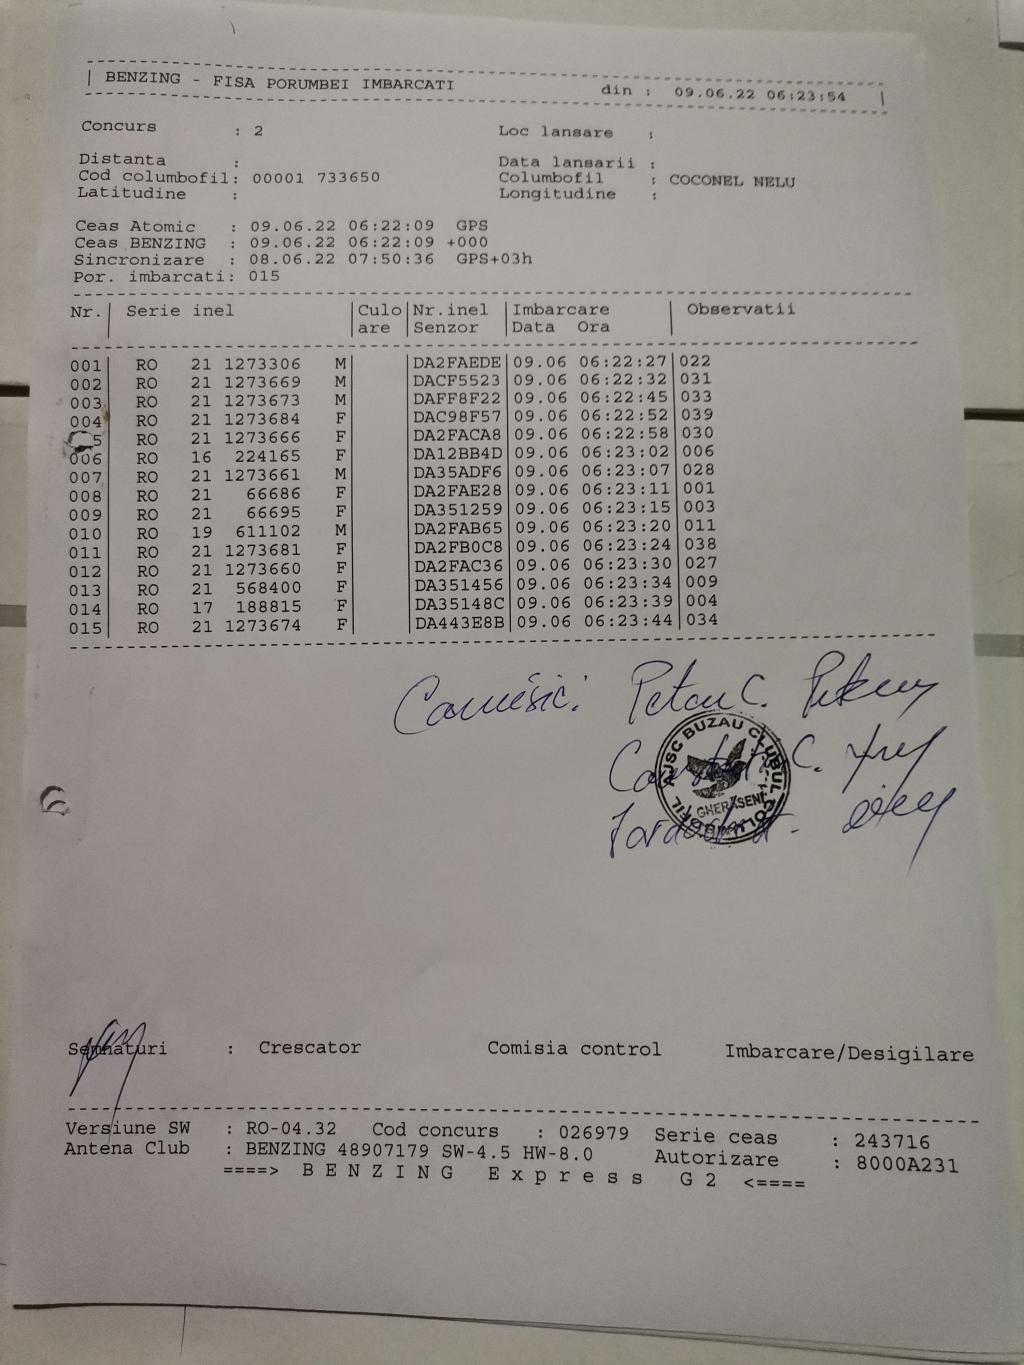 BENZING - FISA PORUMBEI IMBARCATI din : 09.06.22 06:23:54
Concurs : 2 Loc lansare :
Distanta : Data lansarii :
Cod columbofil: 00001 733650 Columbofil : COCONEL NELU
Latitudine : Longitudine :
Ceas Atomic : 09.06.22 06:22:09 GPS
Ceas BENZING : 09.06.22 06:22:09 +000
Sincronizare : 08.06.22 07:50:36 GPS+03h
Por. imbarcati: 015
Nr. Serie inel Culo Nr.inel Imbarcare Observatii
are Senzor Data Ora
001 RO 21 1273306 M DA2FAEDE 09.06 06:22:27 022
002 RO 21 1273669 M DACF5523 09.06 06:22:32 031
003 RO 21 1273673 M DAFF8F22 09.06 06:22:45 033
004 RO 21 1273684 F DAC98F57 09.06 06:22:52 039
5 RO 21 1273666 F DA2FACA8 09.06 06:22:58 030
006 RO 16 224165 F DA12BB4D 09.06 06:23:02 006
007 RO 21 1273661 M DA35ADF6 09.06 06:23:07 028
008 RO 21 66686 F DA2FAE28 09.06 06:23:11 001
009 RO 21 66695 F DA351259 09.06 06:23:15 003
010 RO 19 611102 M DA2FAB65 09.06 06:23:20 011
011 RO 21 1273681 F DA2FB0C8 09.06 06:23:24 038
012 RO 21 1273660 F DA2FAC36 09.06 06:23:30 027
013 RO 21 568400 F DA351456 09.06 06:23:34 009
014 RO 17 188815 F DA35148C 09.06 06:23:39 004
015 RO 21 1273674 F DA443E8B 09.06 06:23:44 034
C.
AJSC BUZAU CLUBUL COLUMBOFIL
GHERASENI
Semnaturi : Crescator Comisia control Imbarcare/Desigilare
Versiune SW : RO-04.32 Cod concurs : 026979 Serie ceas : 243716
Antena Club : BENZING 48907179 SW-4.5 HW-8.0 Autorizare : 8000A231
====> B E N Z I N G E x p r e s s G 2 <====